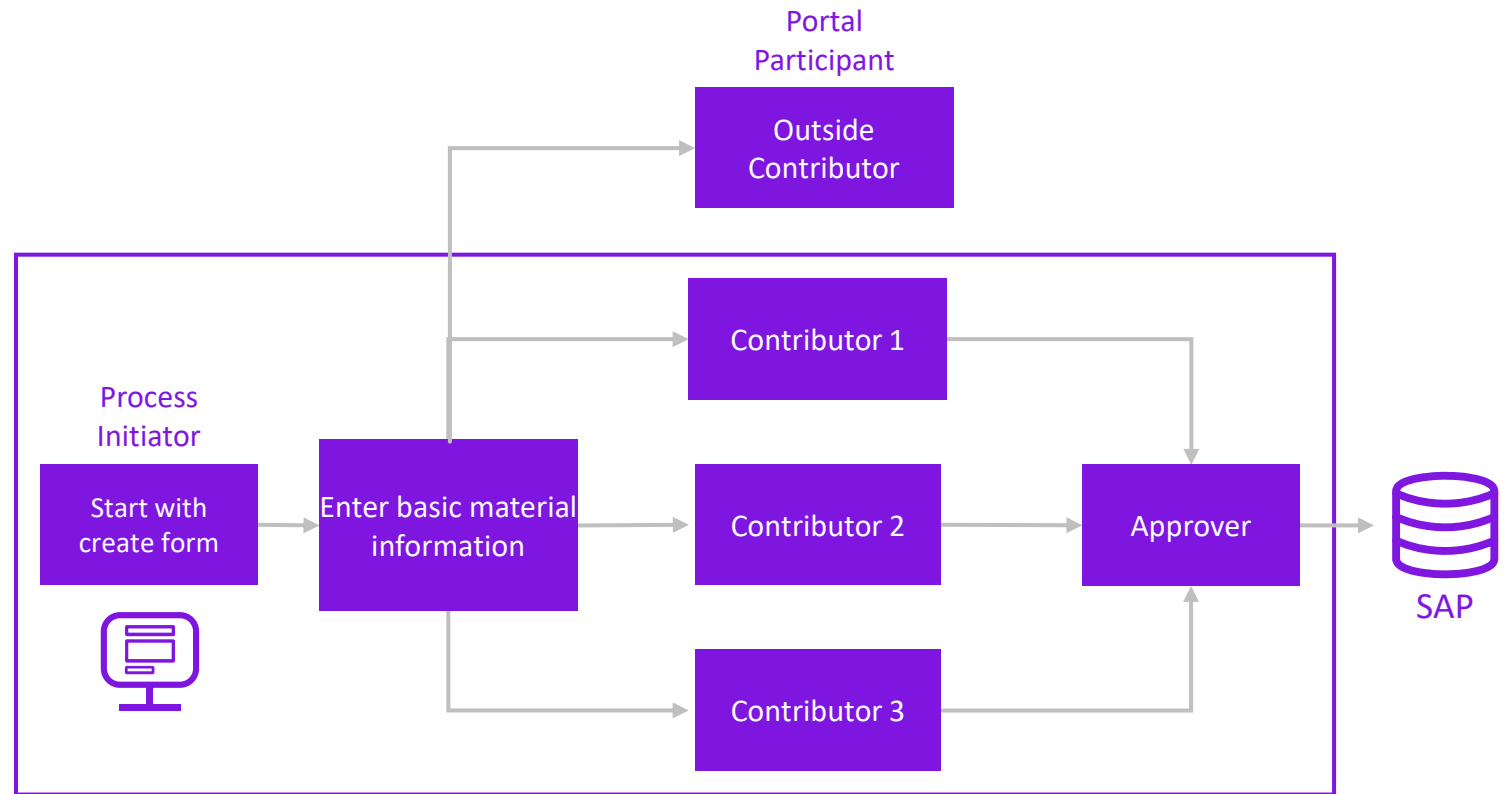 Portal
Participant
Outside
Contributor
Contributor 1
Process
Initiator
Start with
create form
Enter basic material
information
Contributor 2
Approver
SAP
Contributor 3